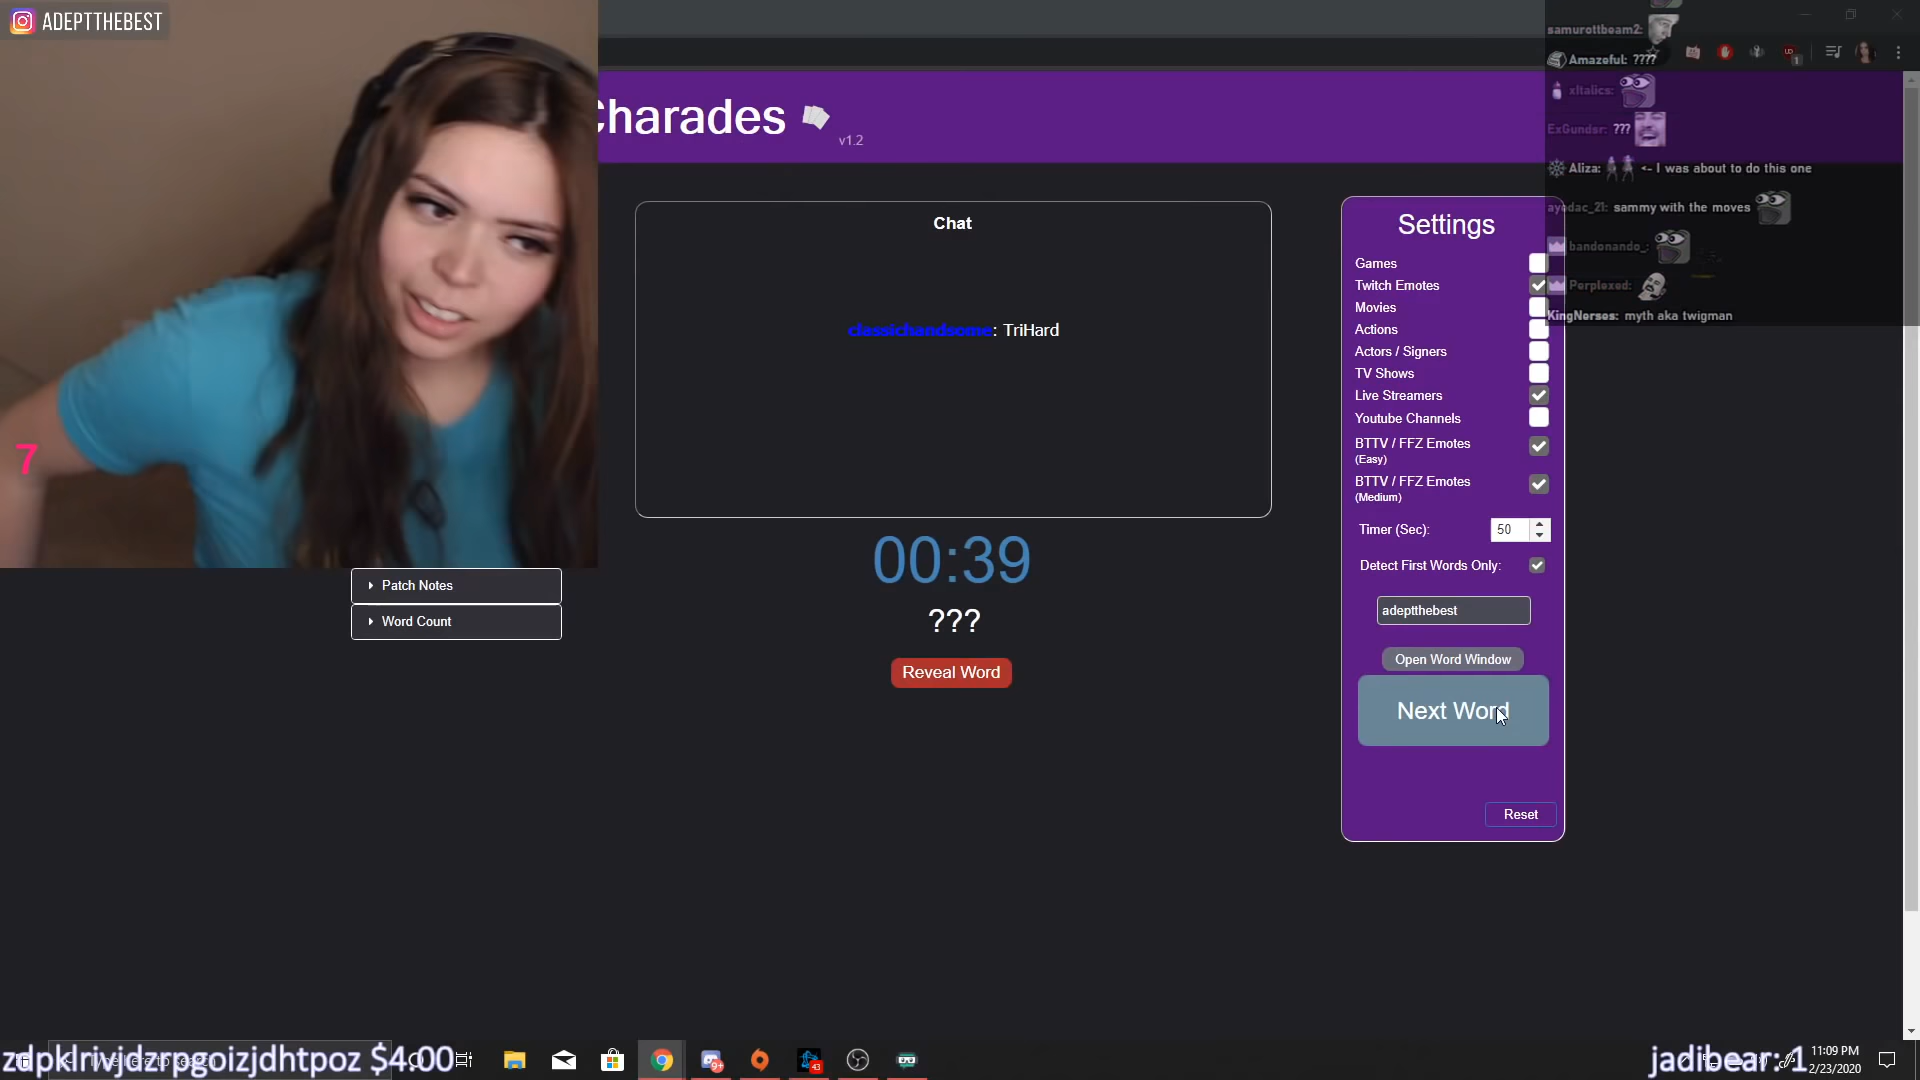 ADEPTTHEBEST
Charades
v1.2
samurottbeam2:
Amazeful: ????
xItalics:
ExGundsr: ???
Aliza: <- I was about to do this one
sammy with the moves
bandonando_:
Perplexed:
KingNerses: myth aka twigman
Chat
classichandsome: TriHard
00:39
???
Reveal Word
Settings
Games
Twitch Emotes
Movies
Actions
Actors / Signers
TV Shows
Live Streamers
Youtube Channels
BTTV / FFZ Emotes
(Easy)
BTTV / FFZ Emotes
(Medium)
Timer (Sec): 50
Detect First Words Only:
adeptthebest
Open Word Window
Next Word
Reset
7
Patch Notes
Word Count
zdpklrivjdzrpgoizjdhtpoz $4.00
jadibear: 1
11:09 PM
2/23/2020